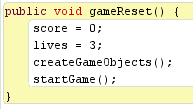 public void gameReset() {
score = 0;
lives = 3;
createGameObjects();
startGame();
}